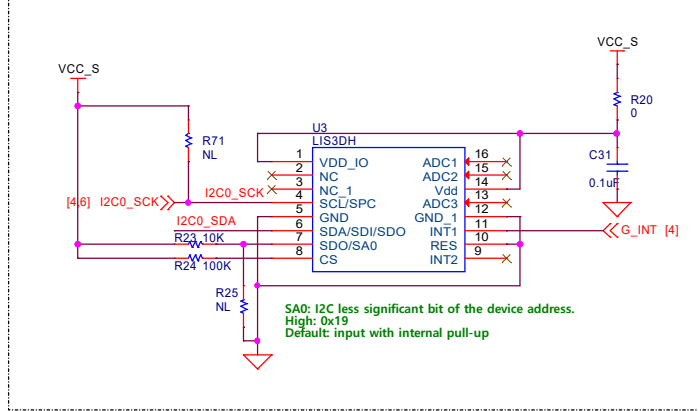 VCC_S
VCC_S
R20
0
U3
LIS3DH
R71
NL
C31
0.1uF
1 VDD_IO ADC1 16
2 NC ADC2 15
3 NC_1 Vdd 14
[4,6] I2C0_SCK I2C0_SCK 4 SCL/SPC ADC3 13
5 GND GND_1 12
I2C0_SDA 6 SDA/SDI/SDO INT1 11 G_INT [4]
R23 10K 7 SDO/SA0 RES 10
R24 100K 8 CS INT2 9
R25
NL
SA0: I2C less significant bit of the device address.
High: 0x19
Default: input with internal pull-up